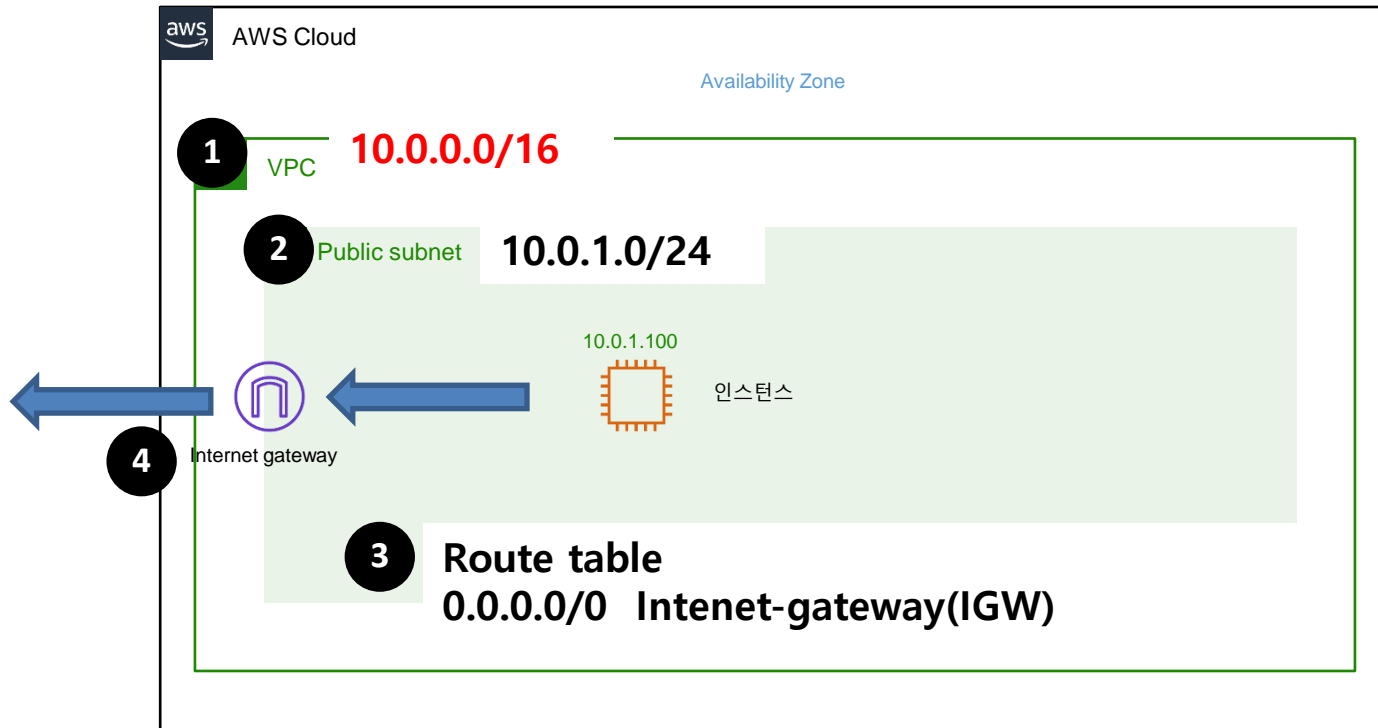 aws
AWS Cloud
Availability Zone
1
10.0.0.0/16
VPC
2
Public subnet
10.0.1.0/24
10.0.1.100
인스턴스
4
Internet gateway
3
Route table
0.0.0.0/0 Intenet-gateway(IGW)